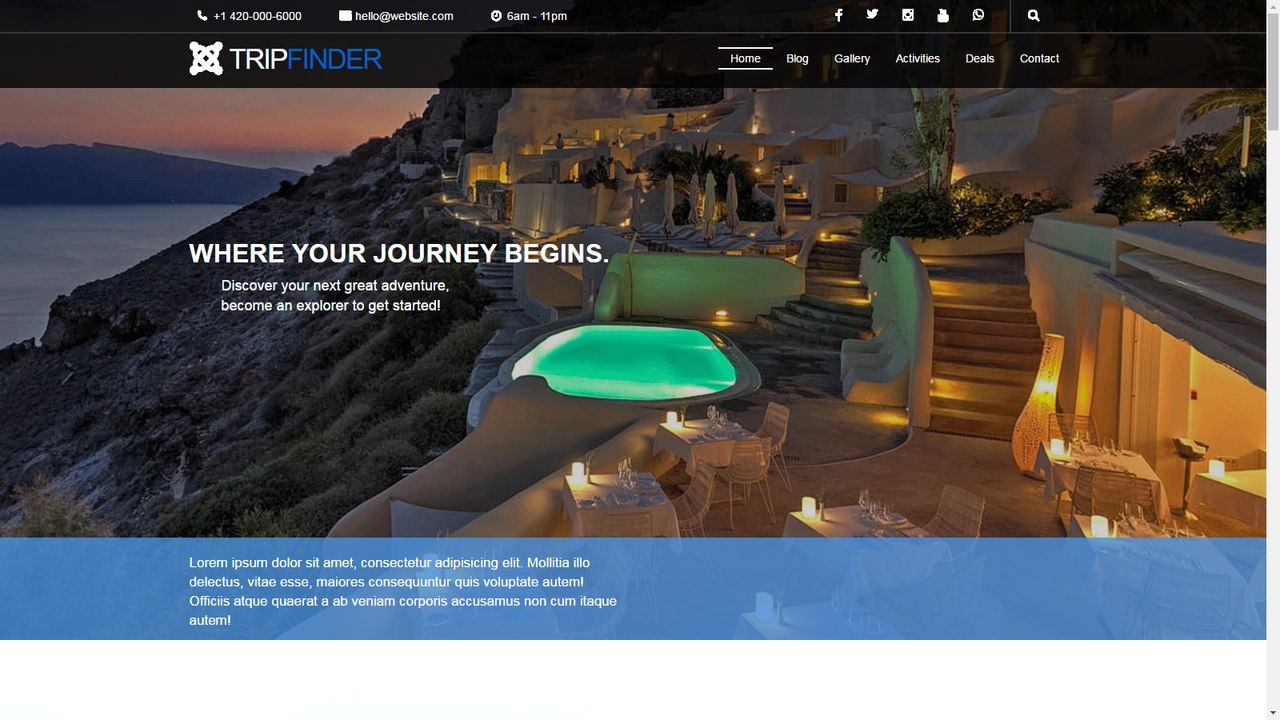 +1 420-000-6000 hello@website.com 6am - 11pm
TRIPFINDER Home Blog Gallery Activities Deals Contact
WHERE YOUR JOURNEY BEGINS.
Discover your next great adventure,
become an explorer to get started!
Lorem ipsum dolor sit amet, consectetur adipisicing elit. Mollitia illo
delectus, vitae esse, maiores consequuntur quis voluptate autem!
Officiis atque quaerat a ab veniam corporis accusamus non cum itaque
autem!